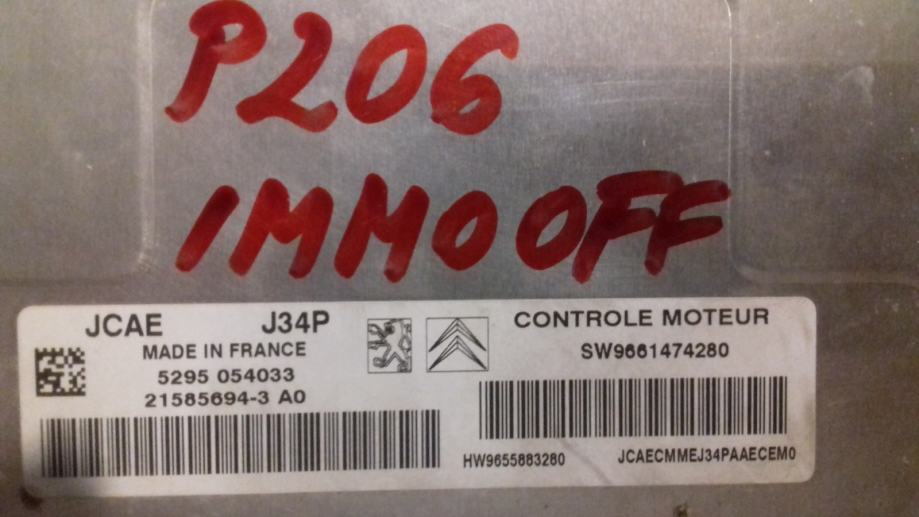 P206
IMMO OFF
JCAE J34P
MADE IN FRANCE
5295 054033
21585694-3 A0
CONTROLE MOTEUR
SW9661474280
HW9655883280 JCAECMMEJ34PAAECEM0